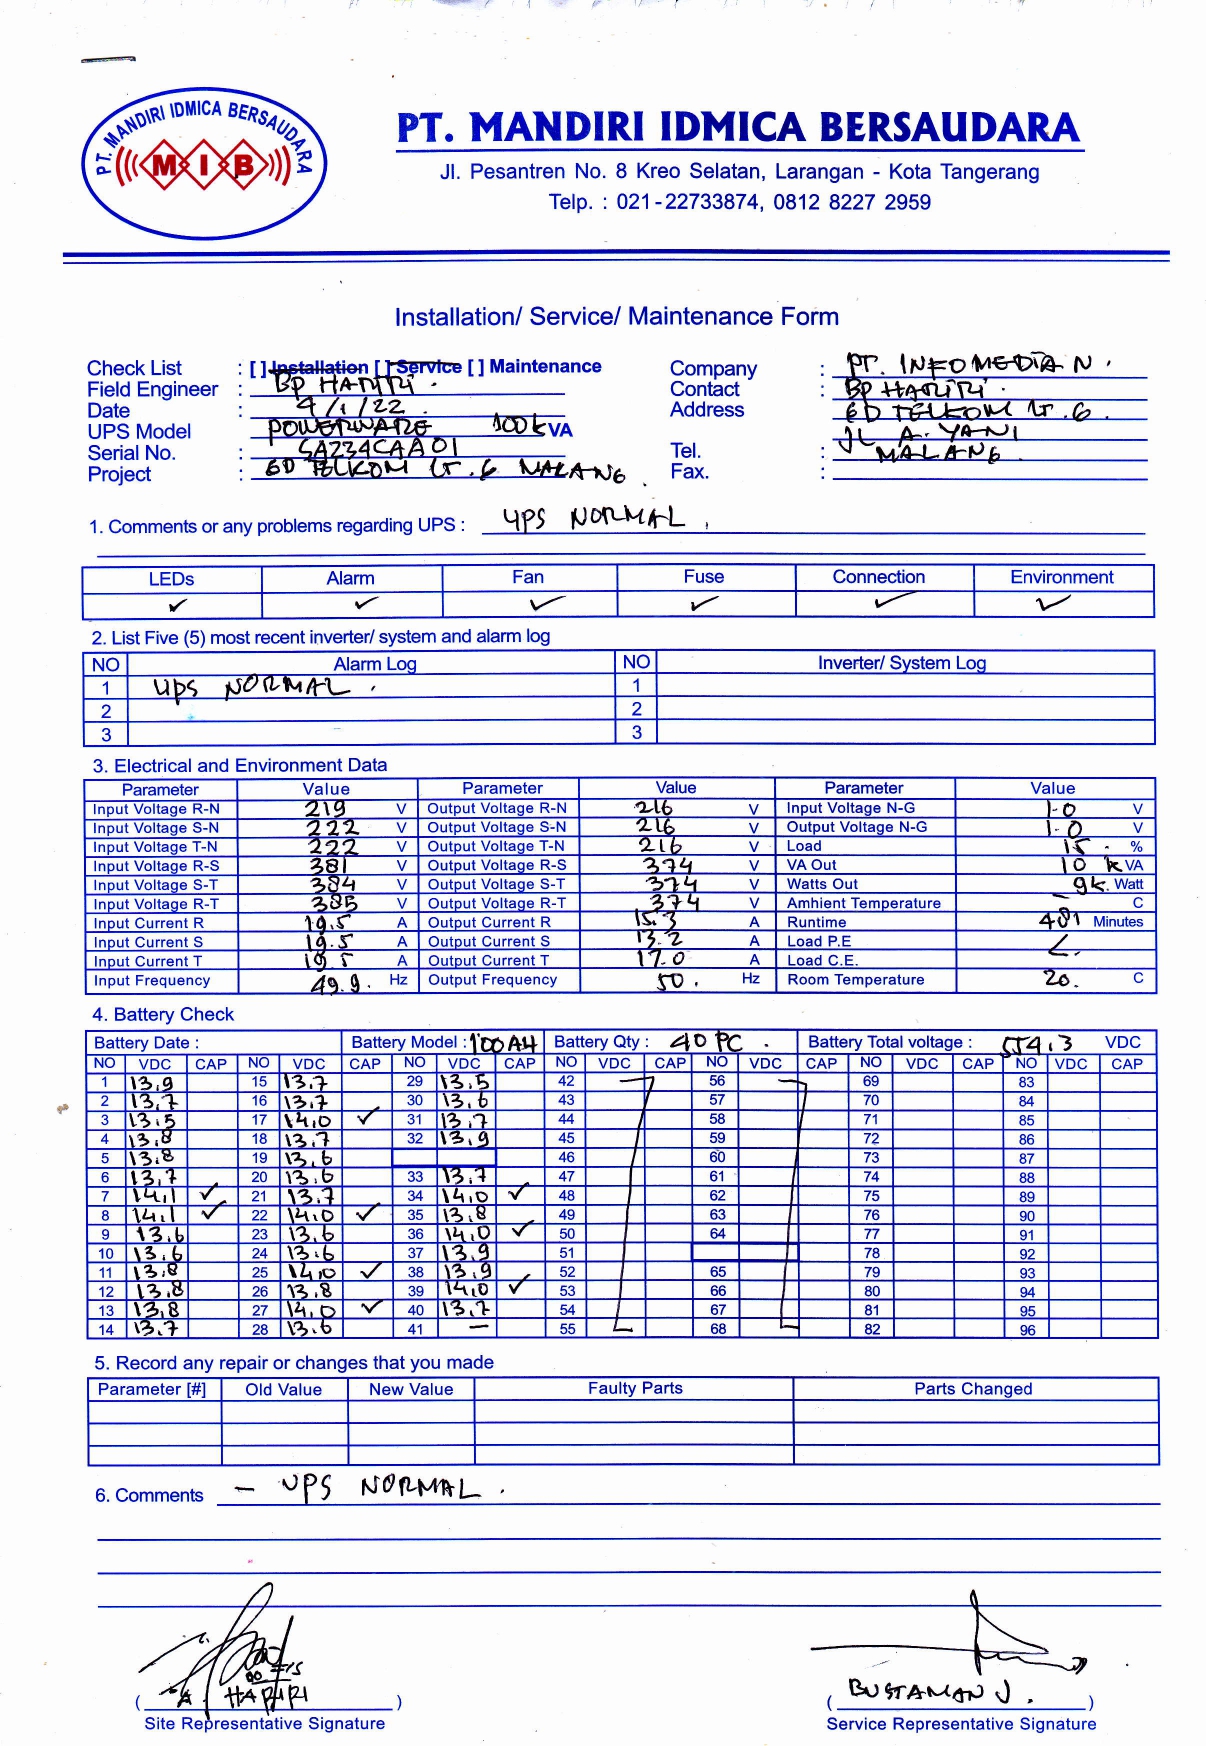 PT. MANDIRI IDMICA BERSAUDARA
MIB
PT. MANDIRI IDMICA BERSAUDARA
Jl. Pesantren No. 8 Kreo Selatan, Larangan - Kota Tangerang
Telp. : 021-22733874, 0812 8227 2959
Installation/ Service/ Maintenance Form
Check List : [ ] Installation [ ] Service [ ] Maintenance Company : PT. INFOMEDIA N.
Field Engineer : BP HARIRI. Contact : BP HARIRI.
Date : 4/1/22. Address : GD TELKOM LT.6.
UPS Model : POWERWARE 100 kVA JL A. YANI
Serial No. : SA234CAA01 Tel. : MALANG.
Project : GD TELKOM LT.6 MALANG. Fax. :
1. Comments or any problems regarding UPS : UPS NORMAL.
LEDs Alarm Fan Fuse Connection Environment
✓ ✓ ✓ ✓ ✓ ✓
2. List Five (5) most recent inverter/ system and alarm log
NO Alarm Log NO Inverter/ System Log
1 UPS NORMAL. 1
2 2
3 3
3. Electrical and Environment Data
Parameter Value Parameter Value Parameter Value
Input Voltage R-N 219 V Output Voltage R-N 216 V Input Voltage N-G 1.0 V
Input Voltage S-N 222 V Output Voltage S-N 216 V Output Voltage N-G 1.0 V
Input Voltage T-N 222 V Output Voltage T-N 216 V Load 15. %
Input Voltage R-S 381 V Output Voltage R-S 374 V VA Out 10 kVA
Input Voltage S-T 384 V Output Voltage S-T 374 V Watts Out 9k. Watt
Input Voltage R-T 385 V Output Voltage R-T 374 V Amhient Temperature – C
Input Current R 19.5 A Output Current R 15.3 A Runtime 481 Minutes
Input Current S 19.5 A Output Current S 13.2 A Load P.E
Input Current T 19.5 A Output Current T 17.0 A Load C.E.
Input Frequency 49.9. Hz Output Frequency 50. Hz Room Temperature 20. C
4. Battery Check
Battery Date : Battery Model : 100AH Battery Qty : 40 PC. Battery Total voltage : 554.3 VDC
NO VDC CAP NO VDC CAP NO VDC CAP NO VDC CAP NO VDC CAP NO VDC CAP NO VDC CAP
1 13.9 15 13.7 29 13.5 42 56 69 83
2 13.7 16 13.7 30 13.6 43 57 70 84
3 13.5 17 14.0 ✓ 31 13.7 44 58 71 85
4 13.8 18 13.7 32 13.9 45 59 72 86
5 13.8 19 13.6 46 60 73 87
6 13.7 20 13.6 33 13.7 47 61 74 88
7 14.1 ✓ 21 13.7 34 14.0 ✓ 48 62 75 89
8 14.1 ✓ 22 14.0 ✓ 35 13.8 49 63 76 90
9 13.6 23 13.6 36 14.0 ✓ 50 64 77 91
10 13.6 24 13.6 37 13.9 51 78 92
11 13.8 25 14.0 ✓ 38 13.9 52 65 79 93
12 13.8 26 13.8 39 14.0 ✓ 53 66 80 94
13 13.8 27 14.0 ✓ 40 13.7 54 67 81 95
14 13.7 28 13.6 41 — 55 68 82 96
5. Record any repair or changes that you made
Parameter [#] Old Value New Value Faulty Parts Parts Changed
6. Comments – UPS NORMAL.
( A. HARIRI ) ( BUSTAMAN J. )
Site Representative Signature Service Representative Signature